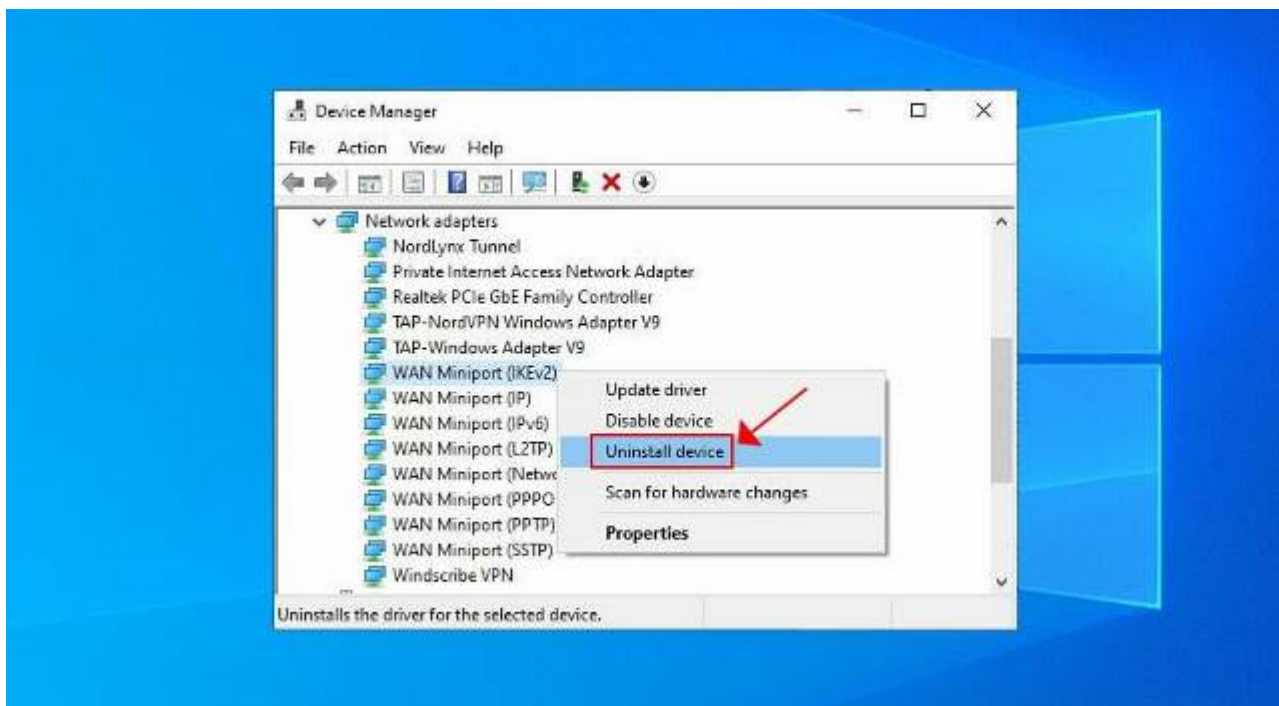 Device Manager
File Action View Help
Network adapters
NordLynx Tunnel
Private Internet Access Network Adapter
Realtek PCIe GbE Family Controller
TAP-NordVPN Windows Adapter V9
TAP-Windows Adapter V9
WAN Miniport (IKEv2)
WAN Miniport (IP)
WAN Miniport (IPv6)
WAN Miniport (L2TP)
WAN Miniport (Netwo
WAN Miniport (PPPO
WAN Miniport (PPTP)
WAN Miniport (SSTP)
Windscribe VPN
Update driver
Disable device
Uninstall device
Scan for hardware changes
Properties
Uninstalls the driver for the selected device.